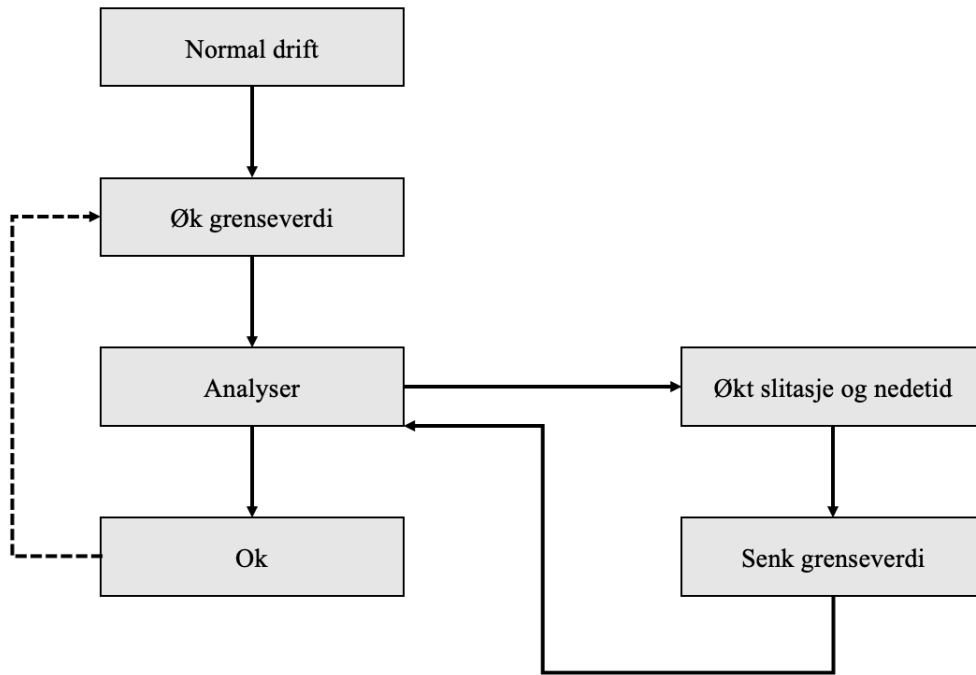 Normal drift
Øk grenseverdi
Analyser
Økt slitasje og nedetid
Ok
Senk grenseverdi